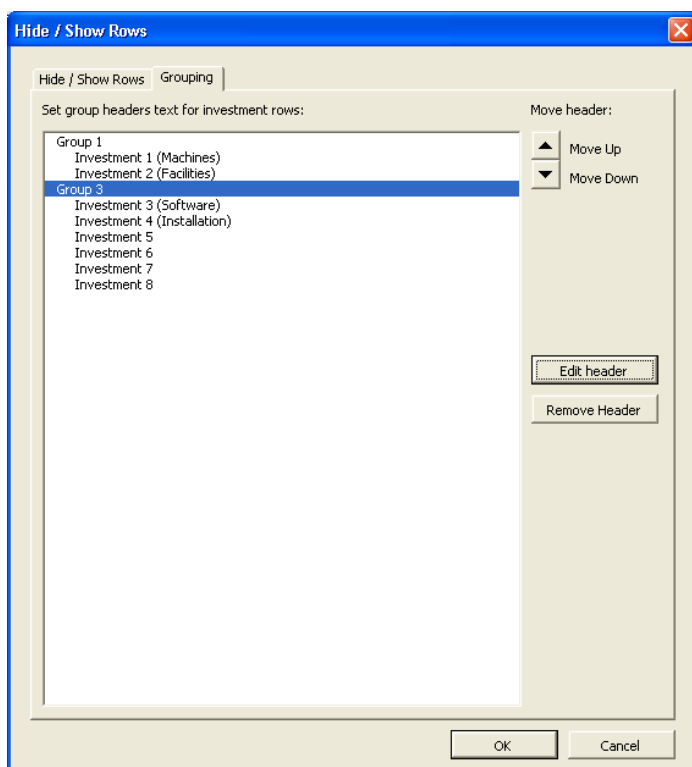 Hide / Show Rows
Hide / Show Rows Grouping
Set group headers text for investment rows:
Move header:
Group 1
Investment 1 (Machines)
Investment 2 (Facilities)
Group 3
Investment 3 (Software)
Investment 4 (Installation)
Investment 5
Investment 6
Investment 7
Investment 8
Move Up
Move Down
Edit header
Remove Header
OK Cancel